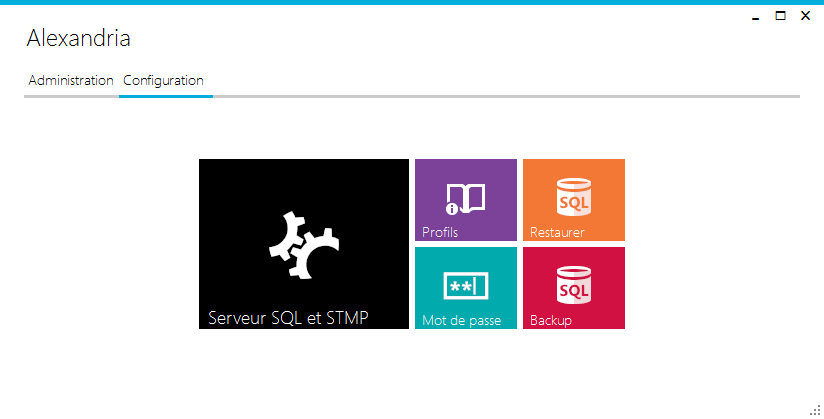 Alexandria
Administration Configuration
Serveur SQL et STMP
Profils
SQL
Restaurer
**
Mot de passe
SQL
Backup